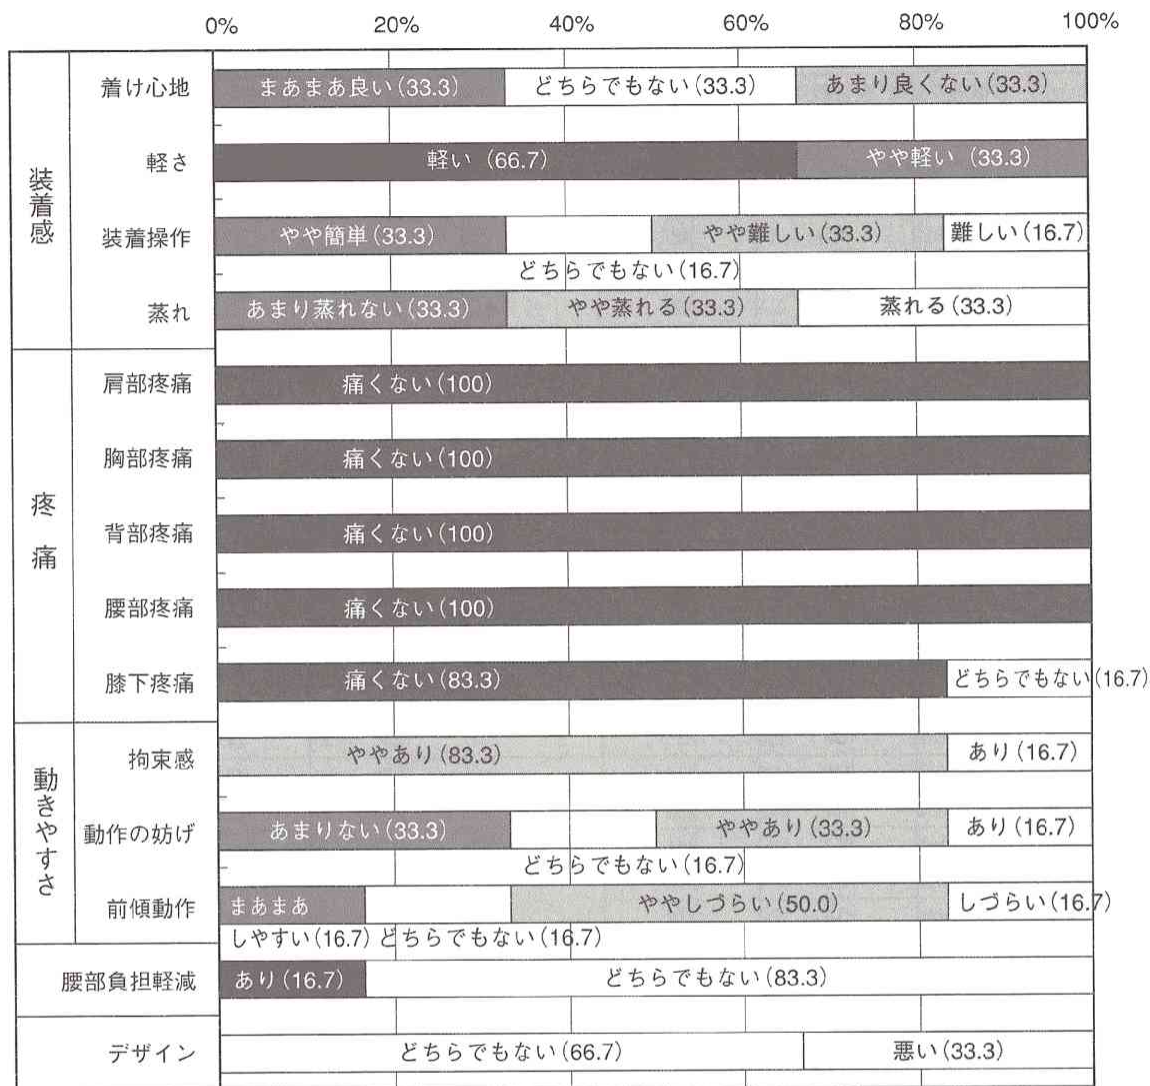 0% 20% 40% 60% 80% 100%
装着感
着け心地 まあまあ良い(33.3) どちらでもない(33.3) あまり良くない(33.3)
軽さ 軽い (66.7) やや軽い (33.3)
装着操作 やや簡単(33.3) やや難しい(33.3) 難しい(16.7)
どちらでもない(16.7)
蒸れ あまり蒸れない(33.3) やや蒸れる(33.3) 蒸れる(33.3)
疼痛
肩部疼痛 痛くない(100)
胸部疼痛 痛くない(100)
背部疼痛 痛くない(100)
腰部疼痛 痛くない(100)
膝下疼痛 痛くない(83.3) どちらでもない(16.7)
動きやすさ
拘束感 ややあり(83.3) あり(16.7)
動作の妨げ あまりない(33.3) ややあり(33.3) あり(16.7)
どちらでもない(16.7)
前傾動作 まあまあ ややしづらい(50.0) しづらい(16.7)
しやすい(16.7) どちらでもない(16.7)
腰部負担軽減 あり(16.7) どちらでもない(83.3)
デザイン どちらでもない(66.7) 悪い(33.3)